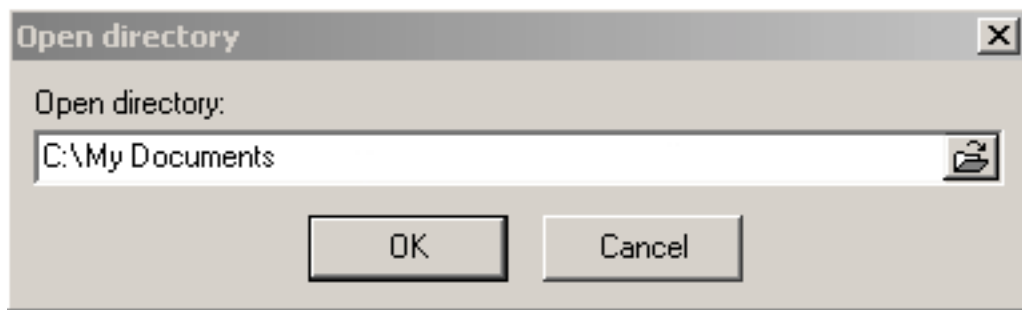 Open directory
Open directory:
C:\My Documents
OK
Cancel